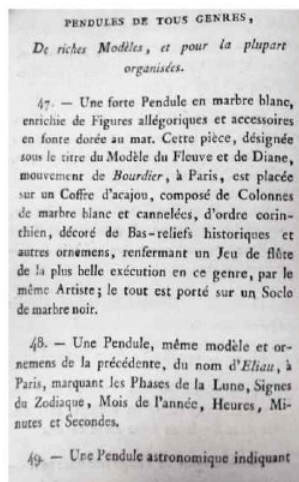 PENDULES DE TOUS GENRES,
De riches Modèles, et pour la plupart
organisées.
47. — Une forte Pendule en marbre blanc,
enrichie de Figures allégoriques et accessoires
en fonte dorée au mat. Cette pièce, désignée
sous le titre du Modèle du Fleuve et de Diane,
mouvement de Bourdier, à Paris, est placée
sur un Coffre d'acajou, composé de Colonnes
de marbre blanc et cannelées, d'ordre corin-
thien, décoré de Bas-reliefs historiques et
autres ornemens, renfermant un Jeu de flûte
de la plus belle exécution en ce genre, par le
même Artiste; le tout est porté sur un Socle
de marbre noir.
48. — Une Pendule, même modèle et or-
nemens de la précédente, du nom d'Eliau, à
Paris, marquant les Phases de la Lune, Signes
du Zodiaque, Mois de l'année, Heures, Mi-
nutes et Secondes.
49. — Une Pendule astronomique indiquant